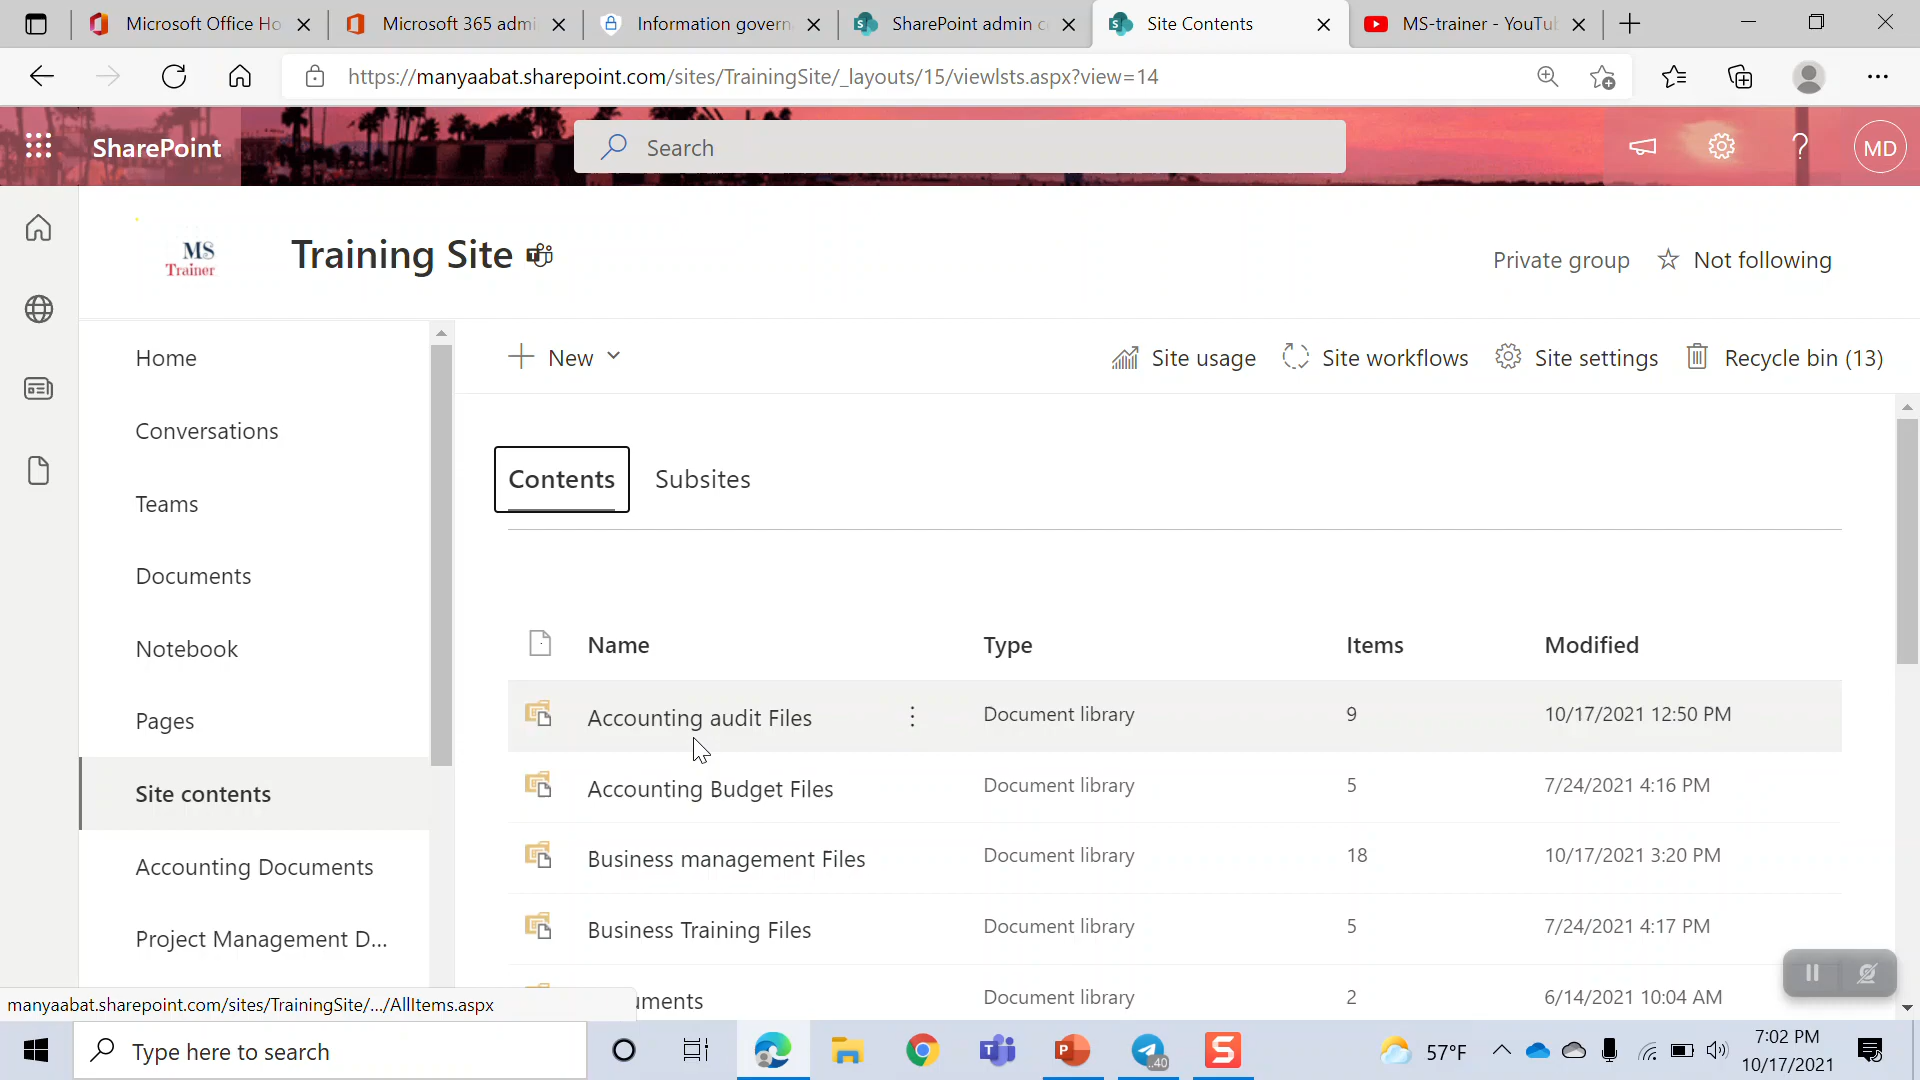 Microsoft Office Ho
Microsoft 365 admi
Information govern
SharePoint admin c
Site Contents
MS-trainer - YouTu
https://manyaabat.sharepoint.com/sites/TrainingSite/_layouts/15/viewlsts.aspx?view=14
SharePoint
Search
MD
MS
Trainer
Training Site
Private group
Not following
Home
Conversations
Teams
Documents
Notebook
Pages
Site contents
Accounting Documents
Project Management D...
New
Site usage
Site workflows
Site settings
Recycle bin (13)
Contents
Subsites
Name Type Items Modified
Accounting audit Files Document library 9 10/17/2021 12:50 PM
Accounting Budget Files Document library 5 7/24/2021 4:16 PM
Business management Files Document library 18 10/17/2021 3:20 PM
Business Training Files Document library 5 7/24/2021 4:17 PM
uments Document library 2 6/14/2021 10:04 AM
manyaabat.sharepoint.com/sites/TrainingSite/.../AllItems.aspx
Type here to search
40
57°F
7:02 PM
10/17/2021